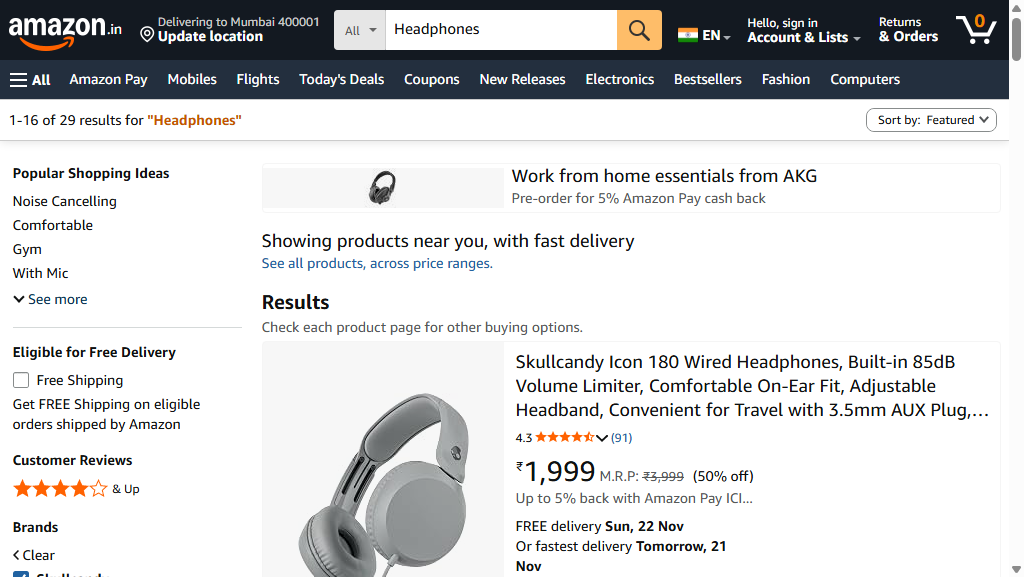 amazon.in
Delivering to Mumbai 400001
Update location
All
Headphones
EN
Hello, sign in
Account & Lists
Returns
& Orders
0
All
Amazon Pay
Mobiles
Flights
Today's Deals
Coupons
New Releases
Electronics
Bestsellers
Fashion
Computers
1-16 of 29 results for "Headphones"
Sort by: Featured
Popular Shopping Ideas
Noise Cancelling
Comfortable
Gym
With Mic
See more
Eligible for Free Delivery
Free Shipping
Get FREE Shipping on eligible
orders shipped by Amazon
Customer Reviews
& Up
Brands
Clear
Work from home essentials from AKG
Pre-order for 5% Amazon Pay cash back
Showing products near you, with fast delivery
See all products, across price ranges.
Results
Check each product page for other buying options.
Skullcandy Icon 180 Wired Headphones, Built-in 85dB
Volume Limiter, Comfortable On-Ear Fit, Adjustable
Headband, Convenient for Travel with 3.5mm AUX Plug,...
4.3 (91)
₹1,999 M.R.P: ₹3,999 (50% off)
Up to 5% back with Amazon Pay ICI...
FREE delivery Sun, 22 Nov
Or fastest delivery Tomorrow, 21
Nov